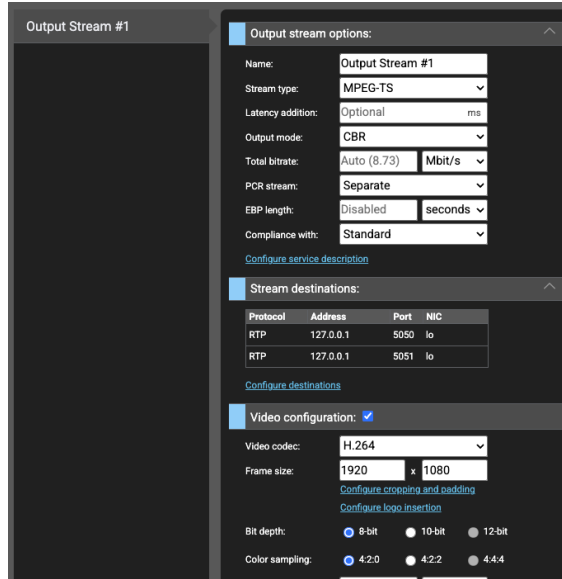 Output Stream #1
Output stream options:
Name: Output Stream #1
Stream type: MPEG-TS
Latency addition: Optional ms
Output mode: CBR
Total bitrate: Auto (8.73) Mbit/s
PCR stream: Separate
EBP length: Disabled seconds
Compliance with: Standard
Configure service description
Stream destinations:
Protocol Address Port NIC
RTP 127.0.0.1 5050 lo
RTP 127.0.0.1 5051 lo
Configure destinations
Video configuration:
Video codec: H.264
Frame size: 1920 x 1080
Configure cropping and padding
Configure logo insertion
Bit depth: 8-bit 10-bit 12-bit
Color sampling: 4:2:0 4:2:2 4:4:4